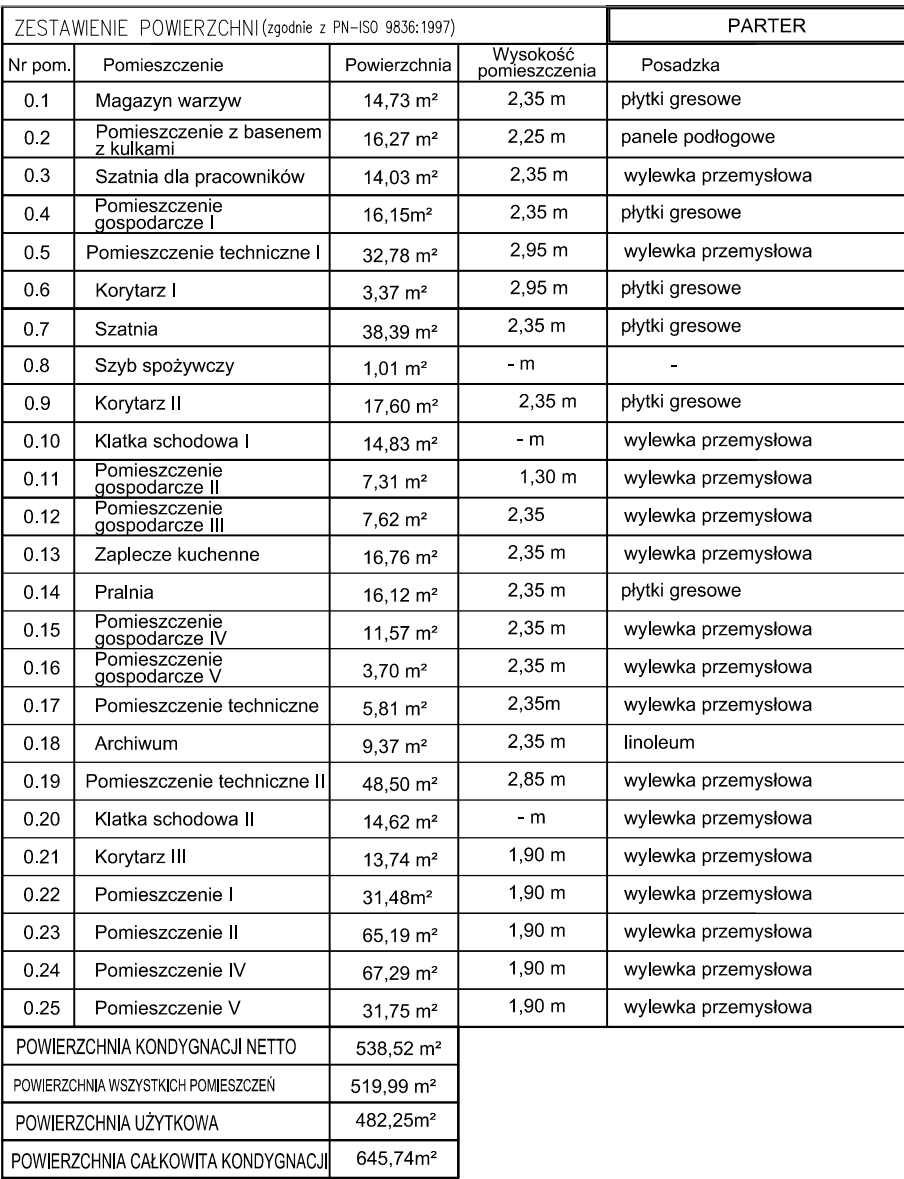 ZESTAWIENIE POWIERZCHNI (zgodnie z PN-ISO 9836:1997) PARTER
Nr pom. Pomieszczenie Powierzchnia Wysokość pomieszczenia Posadzka
0.1 Magazyn warzyw 14,73 m² 2,35 m płytki gresowe
0.2 Pomieszczenie z basenem z kulkami 16,27 m² 2,25 m panele podłogowe
0.3 Szatnia dla pracowników 14,03 m² 2,35 m wylewka przemysłowa
0.4 Pomieszczenie gospodarcze I 16,15m² 2,35 m płytki gresowe
0.5 Pomieszczenie techniczne I 32,78 m² 2,95 m wylewka przemysłowa
0.6 Korytarz I 3,37 m² 2,95 m płytki gresowe
0.7 Szatnia 38,39 m² 2,35 m płytki gresowe
0.8 Szyb spożywczy 1,01 m² - m -
0.9 Korytarz II 17,60 m² 2,35 m płytki gresowe
0.10 Klatka schodowa I 14,83 m² - m wylewka przemysłowa
0.11 Pomieszczenie gospodarcze II 7,31 m² 1,30 m wylewka przemysłowa
0.12 Pomieszczenie gospodarcze III 7,62 m² 2,35 wylewka przemysłowa
0.13 Zaplecze kuchenne 16,76 m² 2,35 m wylewka przemysłowa
0.14 Pralnia 16,12 m² 2,35 m płytki gresowe
0.15 Pomieszczenie gospodarcze IV 11,57 m² 2,35 m wylewka przemysłowa
0.16 Pomieszczenie gospodarcze V 3,70 m² 2,35 m wylewka przemysłowa
0.17 Pomieszczenie techniczne 5,81 m² 2,35m wylewka przemysłowa
0.18 Archiwum 9,37 m² 2,35 m linoleum
0.19 Pomieszczenie techniczne II 48,50 m² 2,85 m wylewka przemysłowa
0.20 Klatka schodowa II 14,62 m² - m wylewka przemysłowa
0.21 Korytarz III 13,74 m² 1,90 m wylewka przemysłowa
0.22 Pomieszczenie I 31,48m² 1,90 m wylewka przemysłowa
0.23 Pomieszczenie II 65,19 m² 1,90 m wylewka przemysłowa
0.24 Pomieszczenie IV 67,29 m² 1,90 m wylewka przemysłowa
0.25 Pomieszczenie V 31,75 m² 1,90 m wylewka przemysłowa
POWIERZCHNIA KONDYGNACJI NETTO 538,52 m²
POWIERZCHNIA WSZYSTKICH POMIESZCZEŃ 519,99 m²
POWIERZCHNIA UŻYTKOWA 482,25m²
POWIERZCHNIA CAŁKOWITA KONDYGNACJI 645,74m²